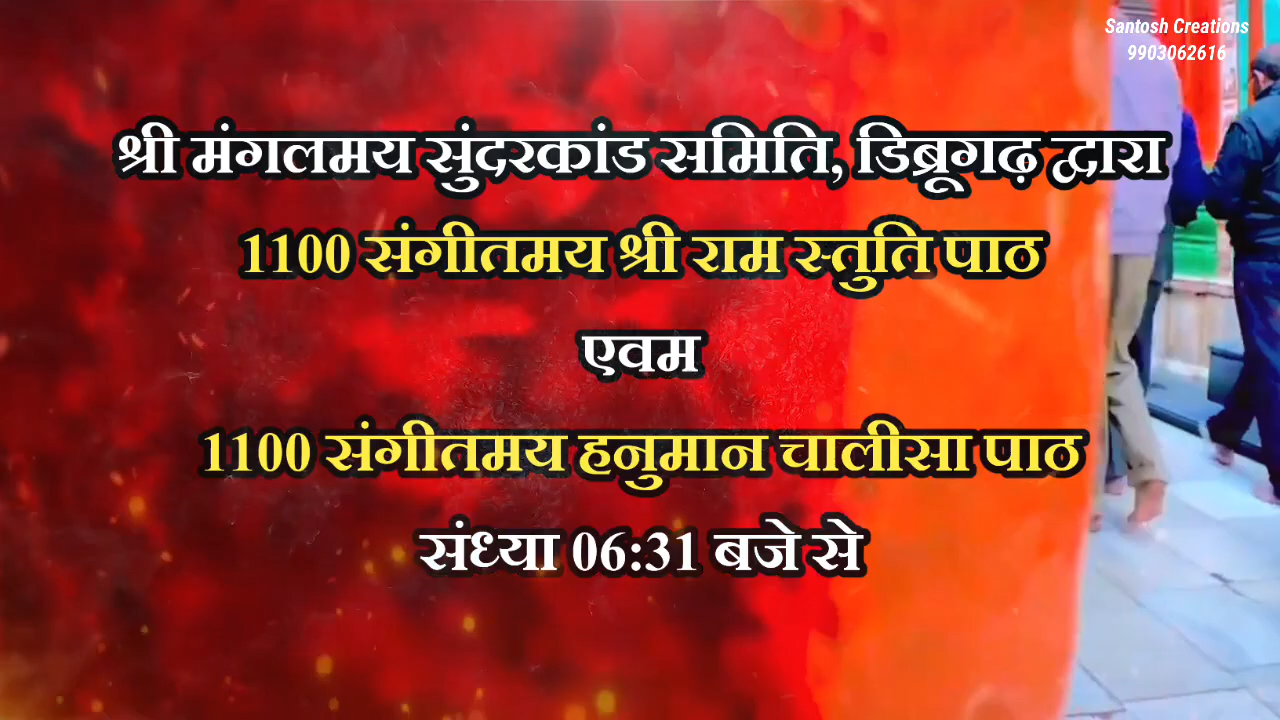 Santosh Creations
9903062616
श्री मंगलमय सुंदरकांड समिति, डिब्रूगढ़ द्वारा
1100 संगीतमय श्री राम स्तुति पाठ
एवम
1100 संगीतमय हनुमान चालीसा पाठ
संध्या 06:31 बजे से